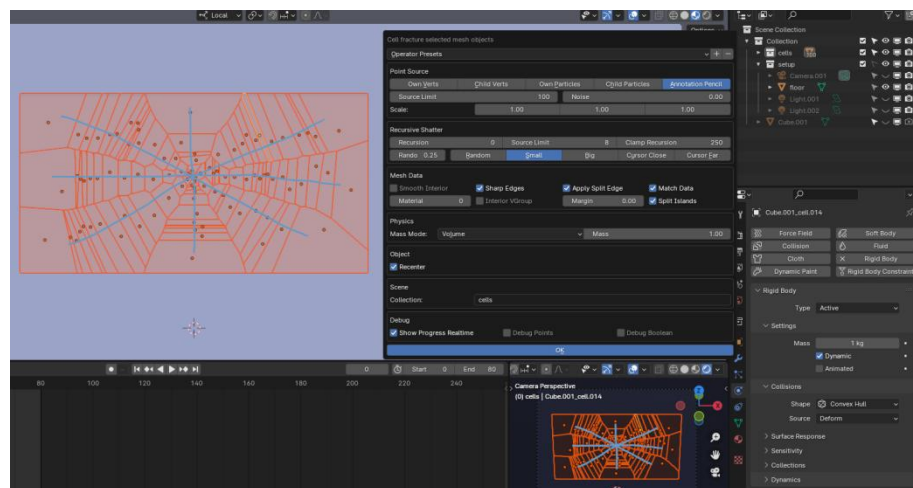 Local
Options
Cell fracture selected mesh objects
Operator Presets
Point Source
Own Verts Child Verts Own Particles Child Particles Annotation Pencil
Source Limit 100 Noise 0.00
Scale: 1.00 1.00 1.00
Recursive Shatter
Recursion 0 Source Limit 8 Clamp Recursion 250
Rando 0.25 Random Small Big Cursor Close Cursor Far
Mesh Data
Smooth Interior Sharp Edges Apply Split Edge Match Data
Material 0 Interior VGroup Margin 0.00 Split Islands
Physics
Mass Mode: Volume Mass 1.00
Object
Recenter
Scene
Collection: cells
Debug
Show Progress Realtime Debug Points Debug Boolean
OK
0 Start 0 End 80
80 100 120 140 160 180 200 220 240
Camera Perspective
(0) cells | Cube.001_cell.014
Z
X
Scene Collection
Collection
cells
setup
Camera.001
floor
Light.001
Light.002
Cube.001
Cube.001_cell.014
Force Field Soft Body
Collision Fluid
Cloth Rigid Body
Dynamic Paint Rigid Body Constraint
Rigid Body
Type Active
Settings
Mass 1 kg
Dynamic
Animated
Collisions
Shape Convex Hull
Source Deform
Surface Response
Sensitivity
Collections
Dynamics